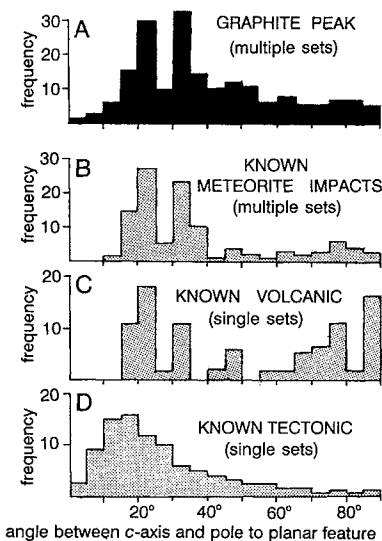 A
GRAPHITE PEAK
(multiple sets)
frequency
30
20
10
B
KNOWN
METEORITE IMPACTS
(multiple sets)
frequency
30
20
10
C
KNOWN VOLCANIC
(single sets)
frequency
20
10
D
KNOWN TECTONIC
(single sets)
frequency
20
10
20° 40° 60° 80°
angle between c-axis and pole to planar feature